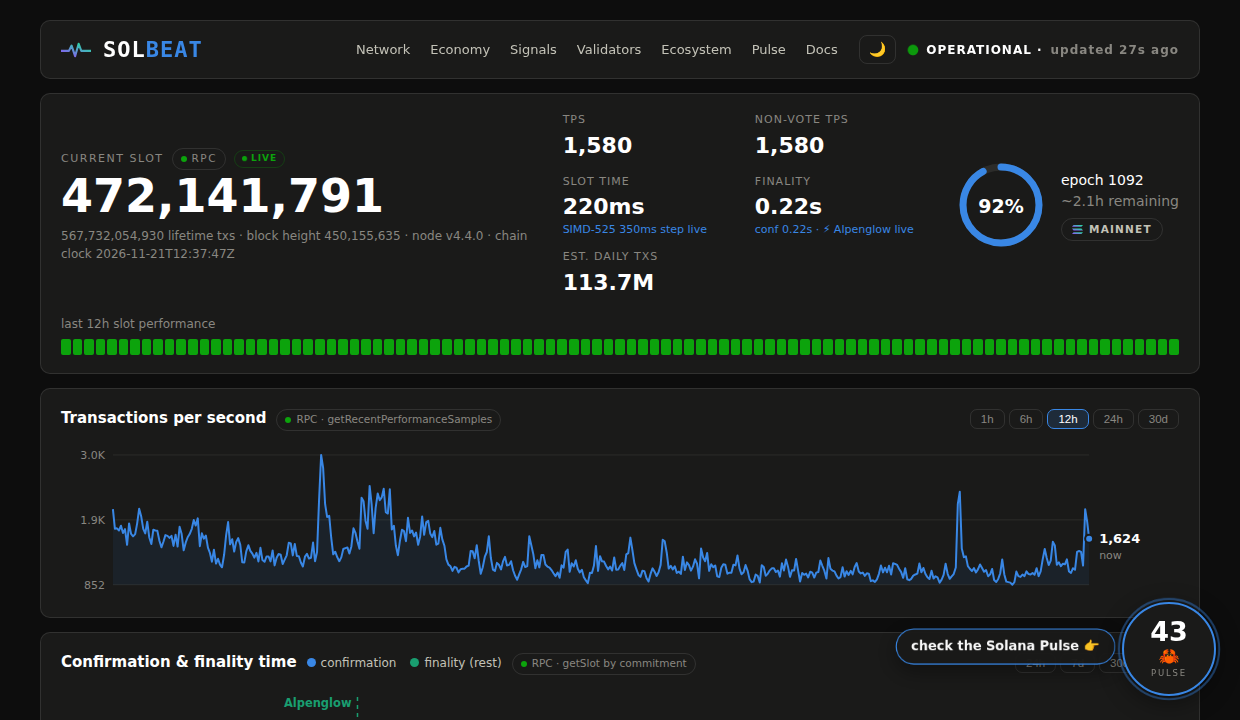 SOLBEAT
Network Economy Signals Validators Ecosystem Pulse Docs
OPERATIONAL · updated 27s ago
CURRENT SLOT RPC LIVE
472,141,791
567,732,054,930 lifetime txs · block height 450,155,635 · node v4.4.0 · chain
clock 2026-11-21T12:37:47Z
TPS
1,580
NON-VOTE TPS
1,580
SLOT TIME
220ms
SIMD-525 350ms step live
FINALITY
0.22s
conf 0.22s · ⚡ Alpenglow live
EST. DAILY TXS
113.7M
92%
epoch 1092
~2.1h remaining
MAINNET
last 12h slot performance
Transactions per second RPC · getRecentPerformanceSamples
1h 6h 12h 24h 30d
3.0K
1.9K
852
1,624
now
Confirmation & finality time confirmation finality (rest) RPC · getSlot by commitment
Alpenglow
check the Solana Pulse 👉
43
PULSE